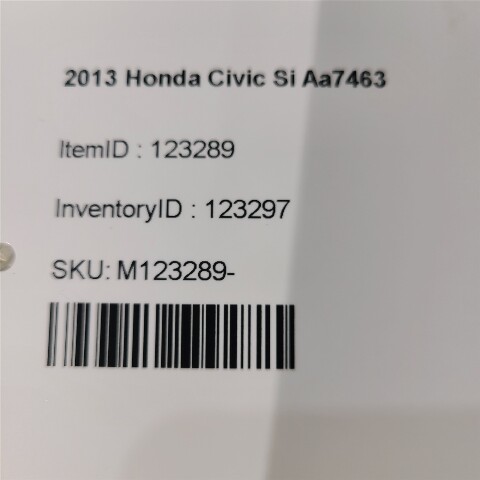 2013 Honda Civic Si Aa7463
ItemID : 123289
InventoryID : 123297
SKU: M123289-